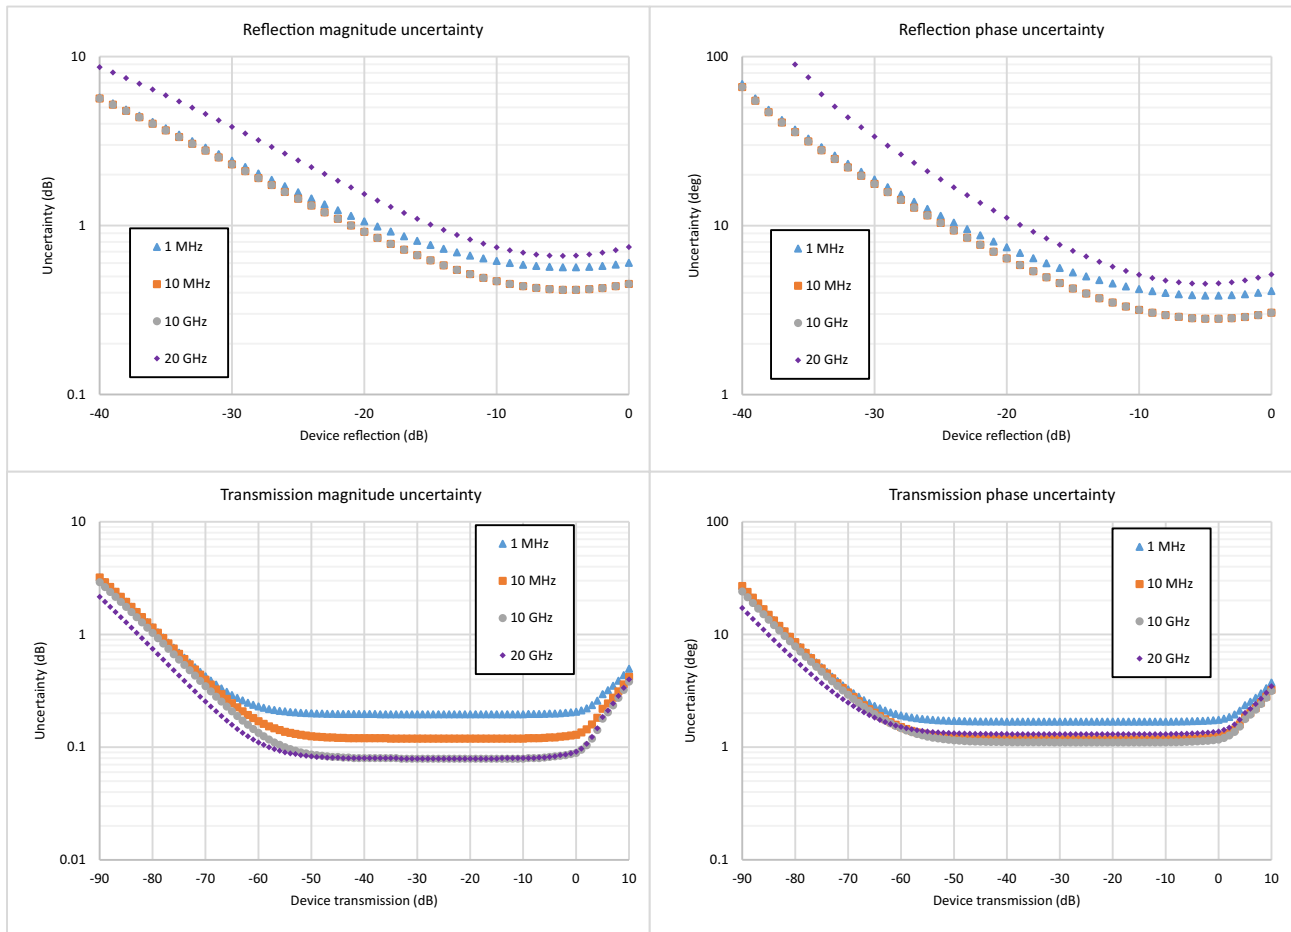 Reflection magnitude uncertainty
10
1
0.1
Uncertainty (dB)
1 MHz
10 MHz
10 GHz
20 GHz
-40 -30 -20 -10 0
Device reflection (dB)
Reflection phase uncertainty
100
10
1
Uncertainty (deg)
1 MHz
10 MHz
10 GHz
20 GHz
-40 -30 -20 -10 0
Device reflection (dB)
Transmission magnitude uncertainty
10
1
0.1
0.01
Uncertainty (dB)
1 MHz
10 MHz
10 GHz
20 GHz
-90 -80 -70 -60 -50 -40 -30 -20 -10 0 10
Device transmission (dB)
Transmission phase uncertainty
100
10
1
0.1
Uncertainty (deg)
1 MHz
10 MHz
10 GHz
20 GHz
-90 -80 -70 -60 -50 -40 -30 -20 -10 0 10
Device transmission (dB)